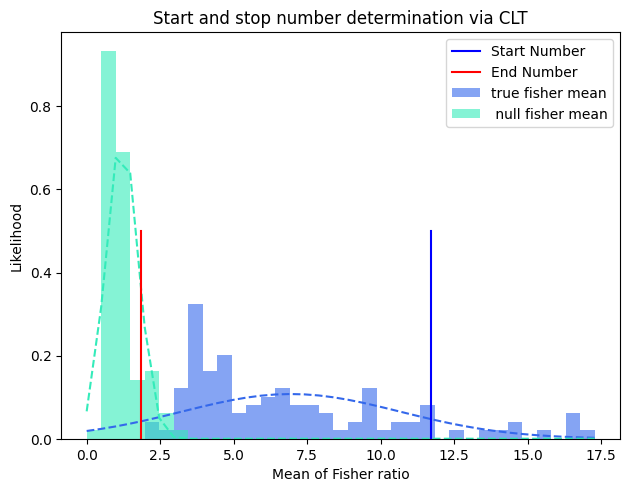 Start and stop number determination via CLT
Start Number
End Number
true fisher mean
null fisher mean
Likelihood
0.8
0.6
0.4
0.2
0.0
0.0 2.5 5.0 7.5 10.0 12.5 15.0 17.5
Mean of Fisher ratio